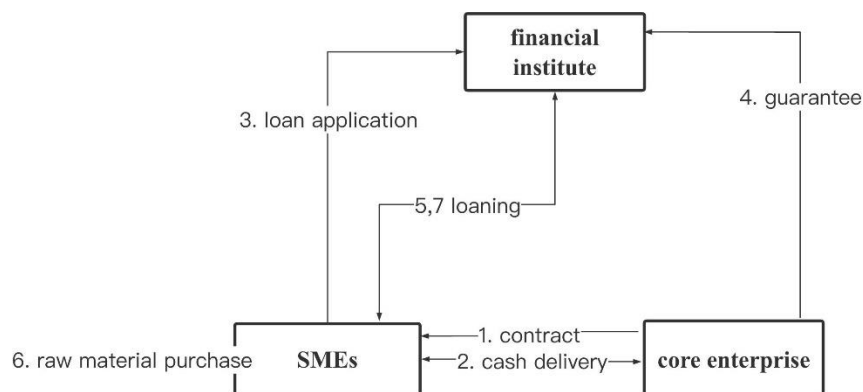 financial
institute
3. loan application
4. guarantee
5,7 loaning
1. contract
6. raw material purchase
SMEs
2. cash delivery
core enterprise